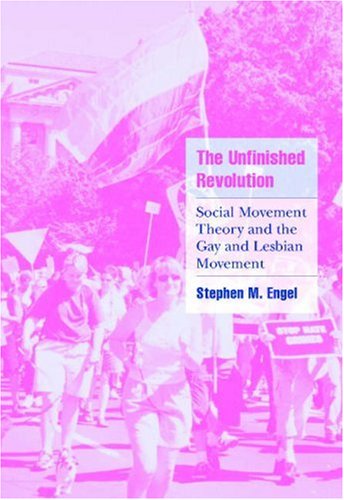 The Unfinished
Revolution
Social Movement
Theory and the
Gay and Lesbian
Movement
Stephen M. Engel
STOP HATE
CRIMES